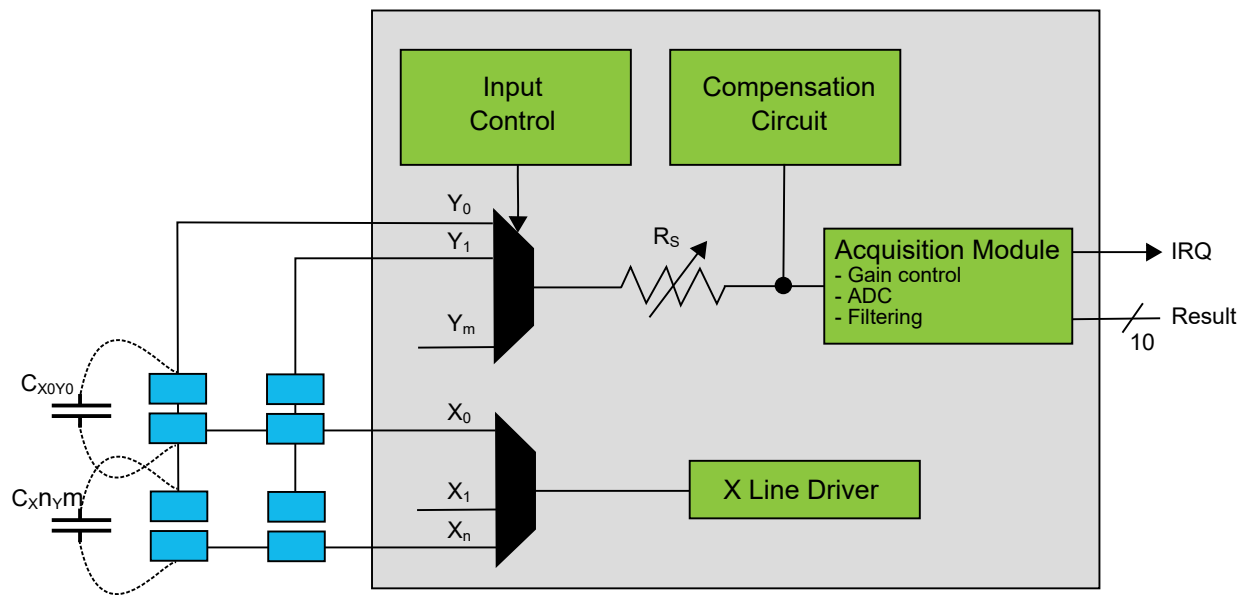 Input
Control
Compensation
Circuit
Y0
Y1
Ym
RS
Acquisition Module
- Gain control
- ADC
- Filtering
IRQ
Result
10
CX0Y0
X0
CXnYm
X1
Xn
X Line Driver